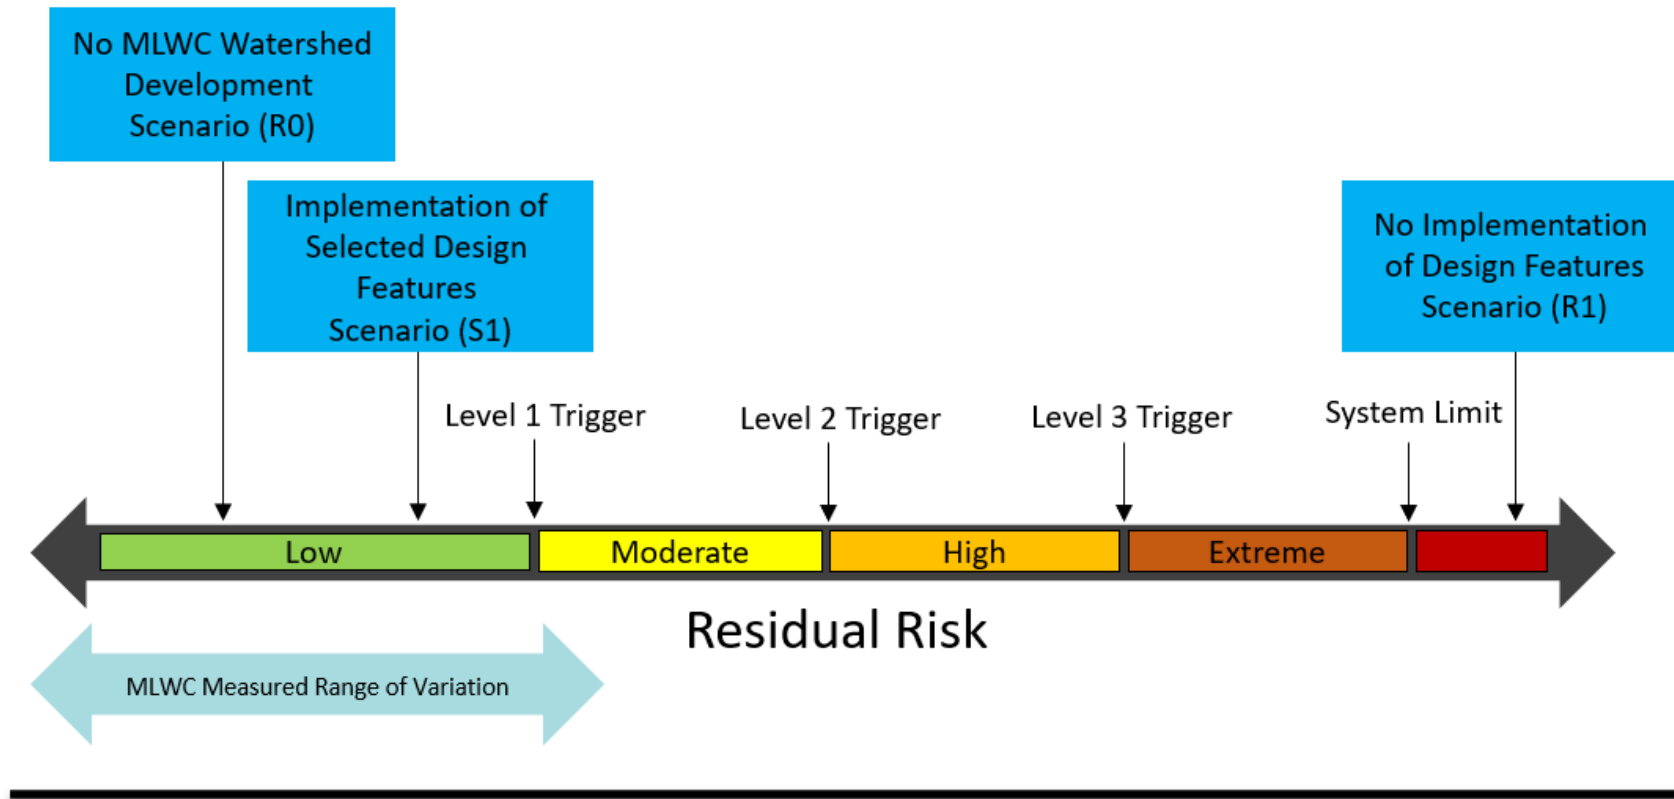 No MLWC Watershed
Development
Scenario (R0)
Implementation of
Selected Design
Features
Scenario (S1)
No Implementation
of Design Features
Scenario (R1)
Level 1 Trigger
Level 2 Trigger
Level 3 Trigger
System Limit
Low
Moderate
High
Extreme
Residual Risk
MLWC Measured Range of Variation